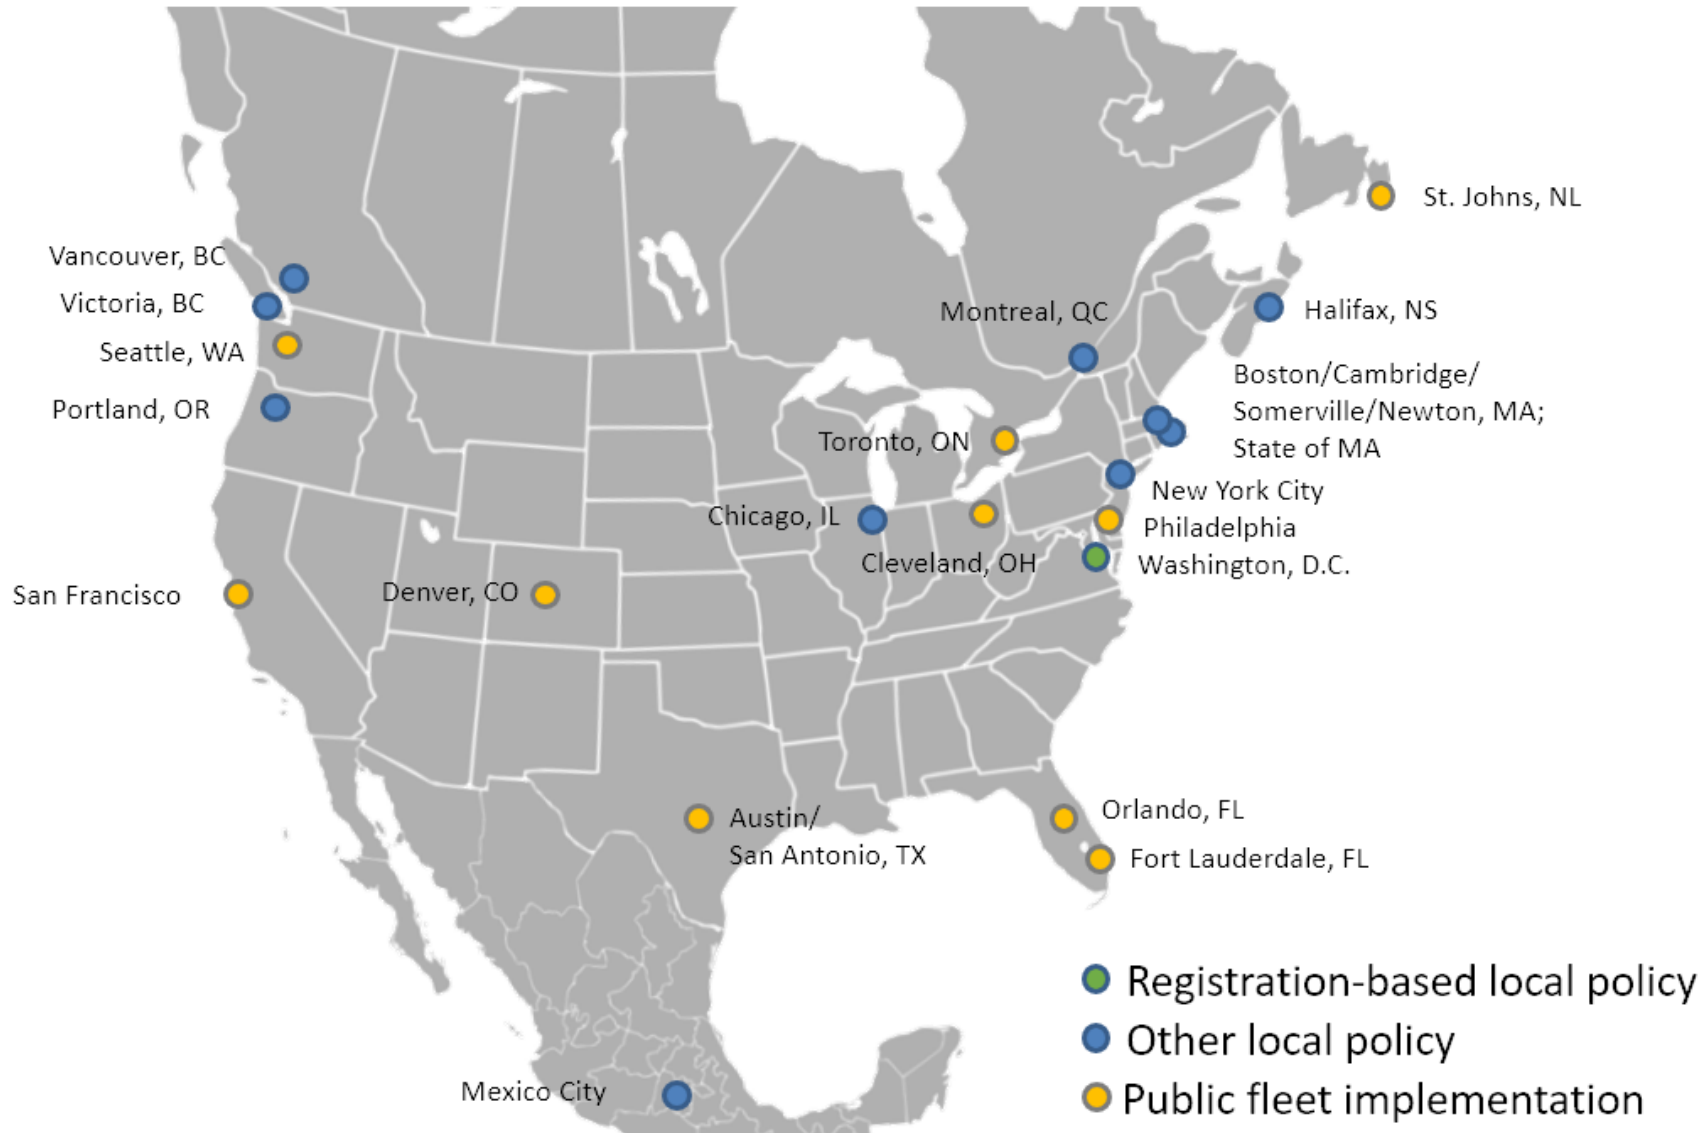 St. Johns, NL
Vancouver, BC
Victoria, BC
Montreal, QC
Halifax, NS
Seattle, WA
Boston/Cambridge/
Somerville/Newton, MA;
State of MA
Portland, OR
Toronto, ON
New York City
Chicago, IL
Philadelphia
Cleveland, OH
Washington, D.C.
San Francisco
Denver, CO
Austin/
San Antonio, TX
Orlando, FL
Fort Lauderdale, FL
Registration-based local policy
Other local policy
Public fleet implementation
Mexico City